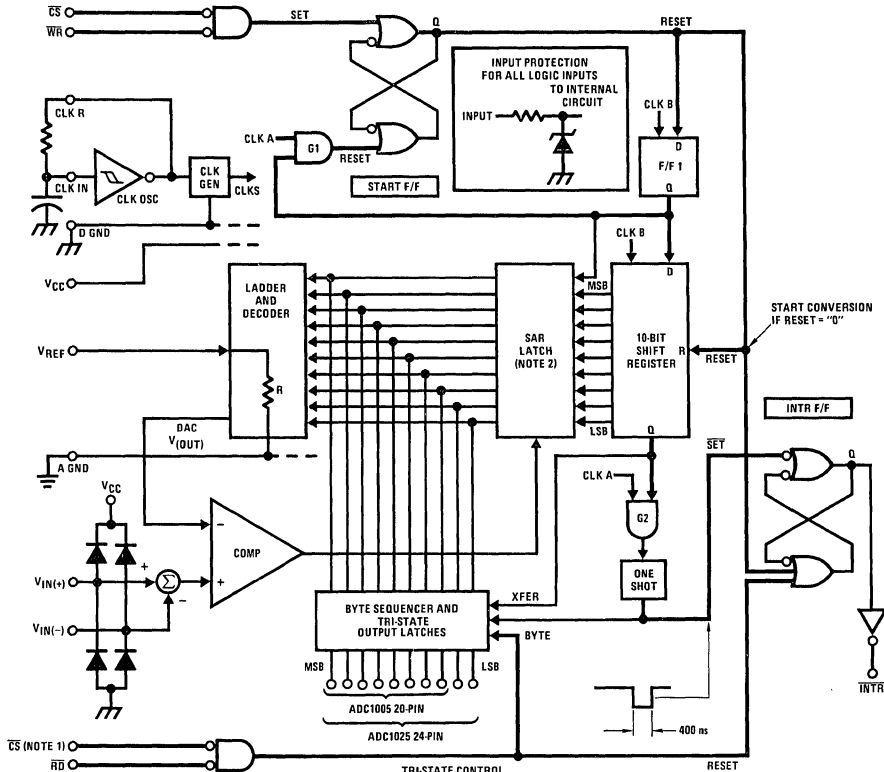 CS
WR
SET
Q
RESET
CLK R
CLK IN
CLK OSC
CLK GEN
CLKS
D GND
VCC
CLK A
G1
RESET
START F/F
INPUT PROTECTION
FOR ALL LOGIC INPUTS
TO INTERNAL
CIRCUIT
INPUT
CLK B
D
F/F 1
Q
CLK B
D
VREF
LADDER
AND
DECODER
R
MSB
SAR
LATCH
(NOTE 2)
LSB
10-BIT
SHIFT
REGISTER
R
RESET
Q
START CONVERSION
IF RESET = "0"
INTR F/F
DAC
V(OUT)
A GND
VCC
COMP
-
+
VIN(+)
+
Σ
-
VIN(−)
CLK A
G2
ONE
SHOT
SET
Q
XFER
BYTE SEQUENCER AND
TRI-STATE
OUTPUT LATCHES
BYTE
MSB
LSB
ADC1005 20-PIN
ADC1025 24-PIN
400 ns
INTR
CS (NOTE 1)
RD
TRI-STATE CONTROL
RESET